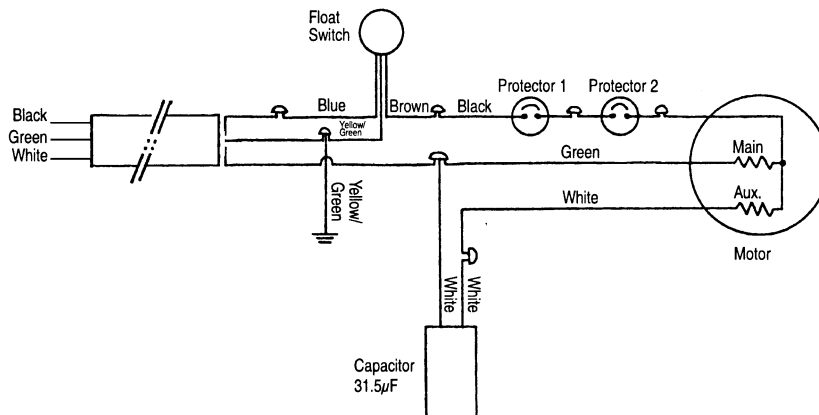 Float
Switch
Protector 1
Protector 2
Black
Blue
Brown
Black
Yellow/
Green
Green
White
Green
Main
White
Aux.
Yellow/
Green
Motor
White
White
Capacitor
31.5µF